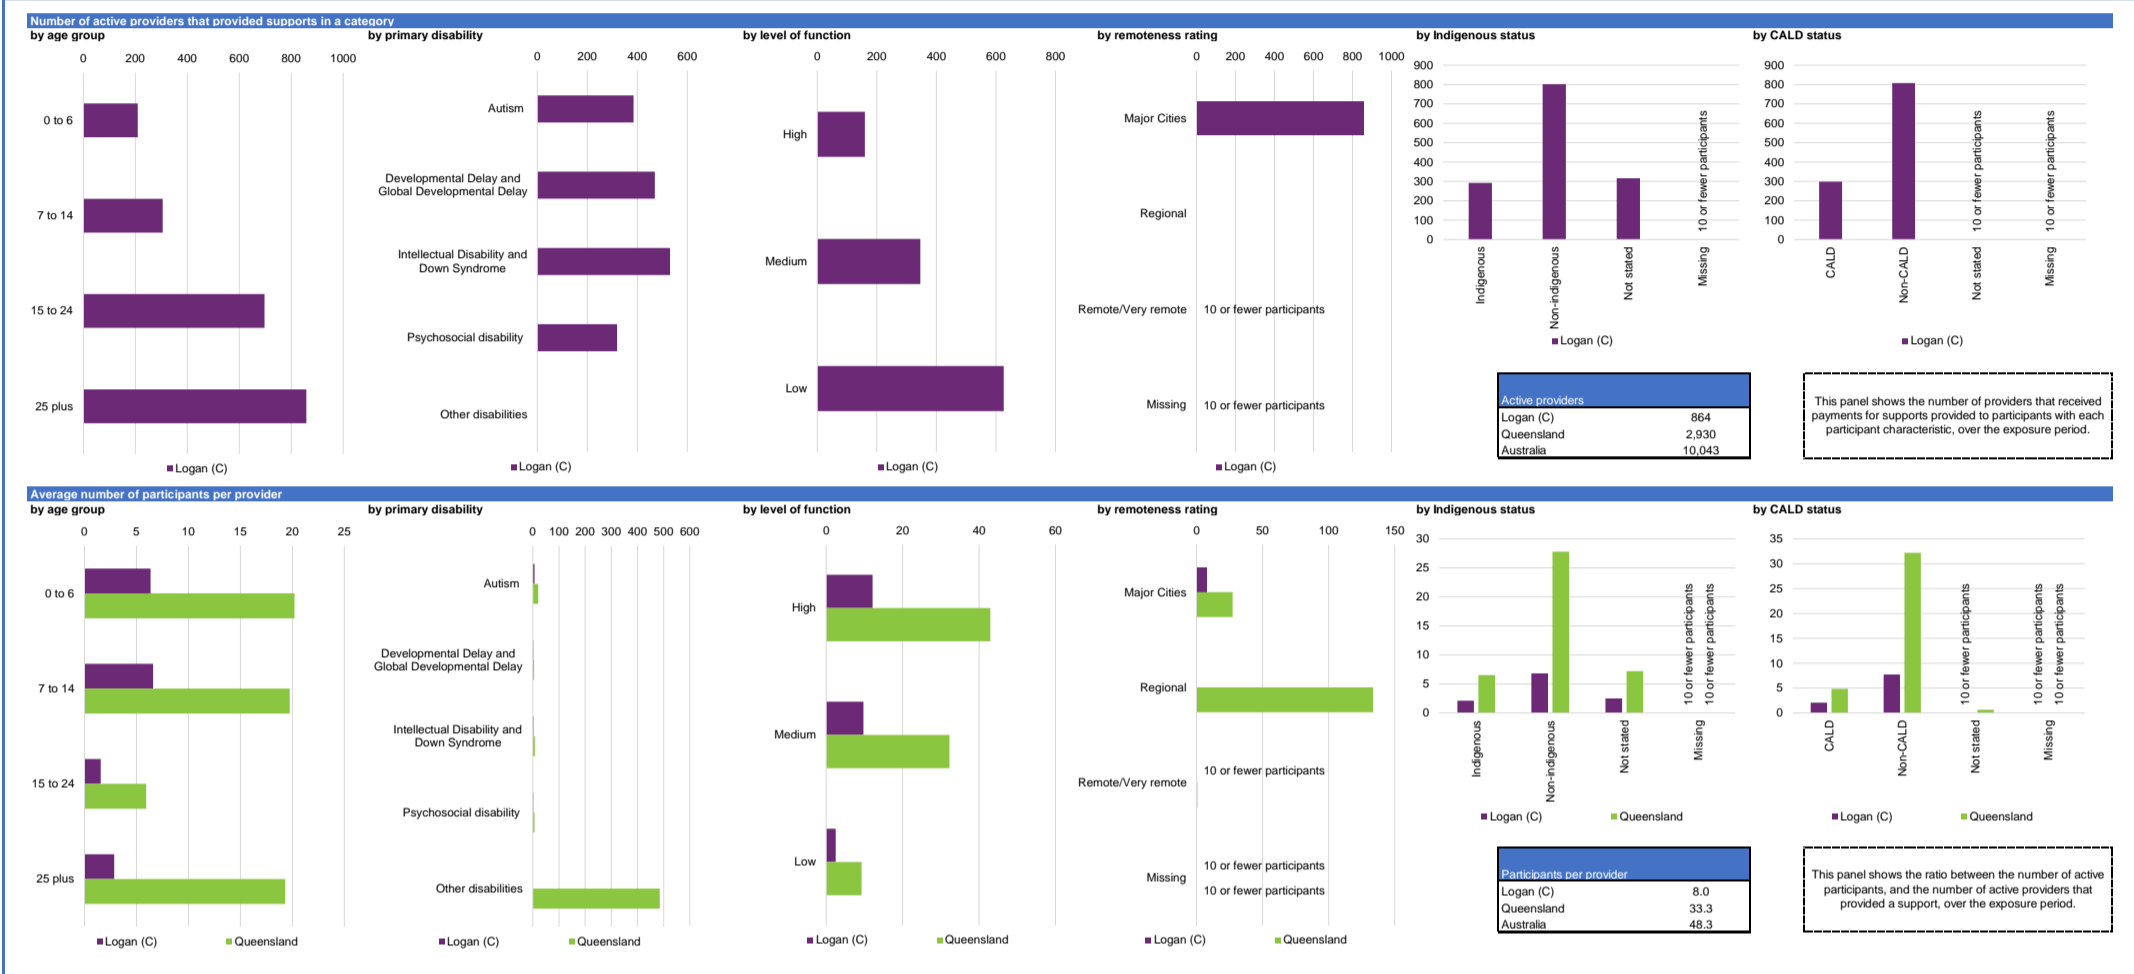 Number of active providers that provided supports in a category
by age group
0 200 400 600 800 1000
0 to 6
7 to 14
15 to 24
25 plus
Logan (C)
by primary disability
0 200 400 600
Autism
Developmental Delay and
Global Developmental Delay
Intellectual Disability and
Down Syndrome
Psychosocial disability
Other disabilities
Logan (C)
by level of function
0 200 400 600 800
High
Medium
Low
Logan (C)
by remoteness rating
0 200 400 600 800 1000
Major Cities
Regional
Remote/Very remote
10 or fewer participants
Missing
10 or fewer participants
Logan (C)
by Indigenous status
900
800
700
600
500
400
300
200
100
0
10 or fewer participants
Indigenous
Non-indigenous
Not stated
Missing
Logan (C)
by CALD status
900
800
700
600
500
400
300
200
100
0
10 or fewer participants
10 or fewer participants
CALD
Non-CALD
Not stated
Missing
Logan (C)
Active providers
Logan (C) 864
Queensland 2,930
Australia 10,043
This panel shows the number of providers that received
payments for supports provided to participants with each
participant characteristic, over the exposure period.
Average number of participants per provider
by age group
0 5 10 15 20 25
0 to 6
7 to 14
15 to 24
25 plus
Logan (C) Queensland
by primary disability
0 100 200 300 400 500 600
Autism
Developmental Delay and
Global Developmental Delay
Intellectual Disability and
Down Syndrome
Psychosocial disability
Other disabilities
Logan (C) Queensland
by level of function
0 20 40 60
High
Medium
Low
Logan (C) Queensland
by remoteness rating
0 50 100 150
Major Cities
Regional
10 or fewer participants
Remote/Very remote
10 or fewer participants
Missing
10 or fewer participants
Logan (C) Queensland
by Indigenous status
30
25
20
15
10
5
0
10 or fewer participants
10 or fewer participants
Indigenous
Non-indigenous
Not stated
Missing
Logan (C) Queensland
by CALD status
35
30
25
20
15
10
5
0
10 or fewer participants
10 or fewer participants
10 or fewer participants
CALD
Non-CALD
Not stated
Missing
Logan (C) Queensland
Participants per provider
Logan (C) 8.0
Queensland 33.3
Australia 48.3
This panel shows the ratio between the number of active
participants, and the number of active providers that
provided a support, over the exposure period.